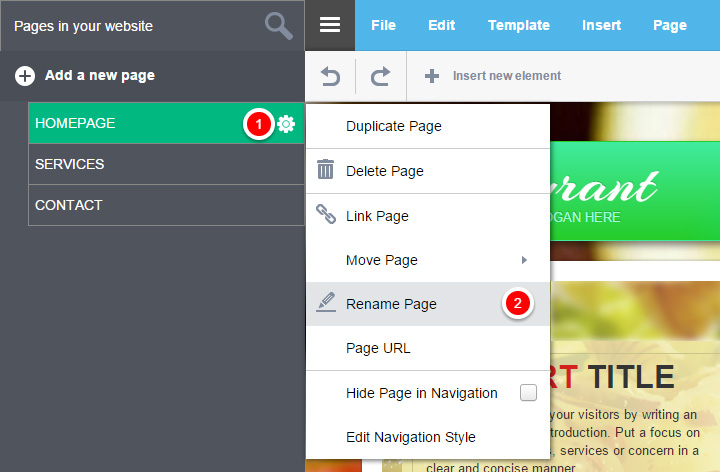 Pages in your website
File Edit Template Insert Page
Add a new page
Insert new element
HOMEPAGE 1
SERVICES
CONTACT
Duplicate Page
Delete Page
Link Page
Move Page
Rename Page 2
Page URL
Hide Page in Navigation
Edit Navigation Style
OGAN HERE
RT TITLE
your visitors by writing an
troduction. Put a focus on
, services or concern in a
clear and concise manner